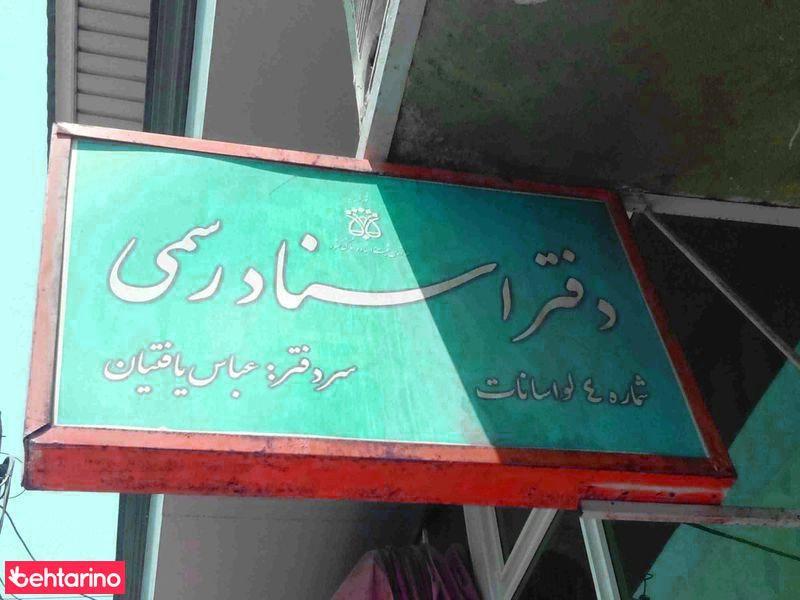 دفتر اسناد رسمی
شماره ٤ لواسانات
سردفتر: عباس یافتیان
behtarino